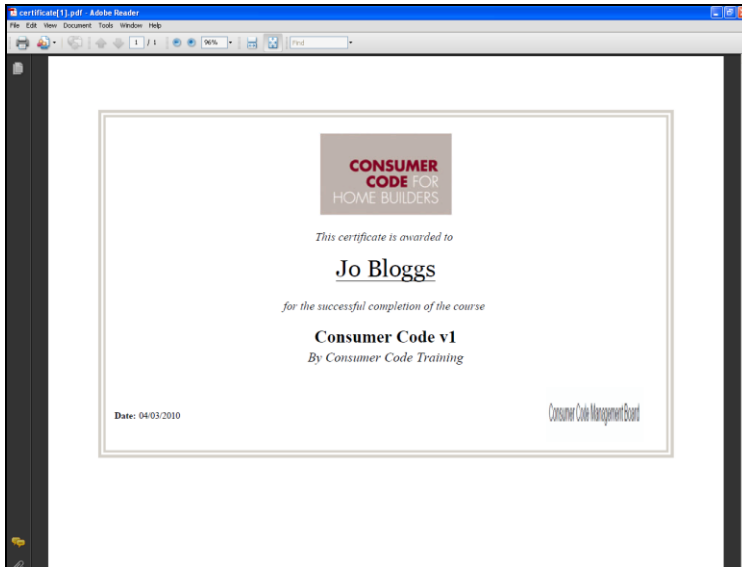 certificate[1].pdf - Adobe Reader
File Edit View Document Tools Window Help
1 / 1 96% Find
CONSUMER
CODE FOR
HOME BUILDERS
This certificate is awarded to
Jo Bloggs
for the successful completion of the course
Consumer Code v1
By Consumer Code Training
Date: 04/03/2010
Consumer Code Management Board